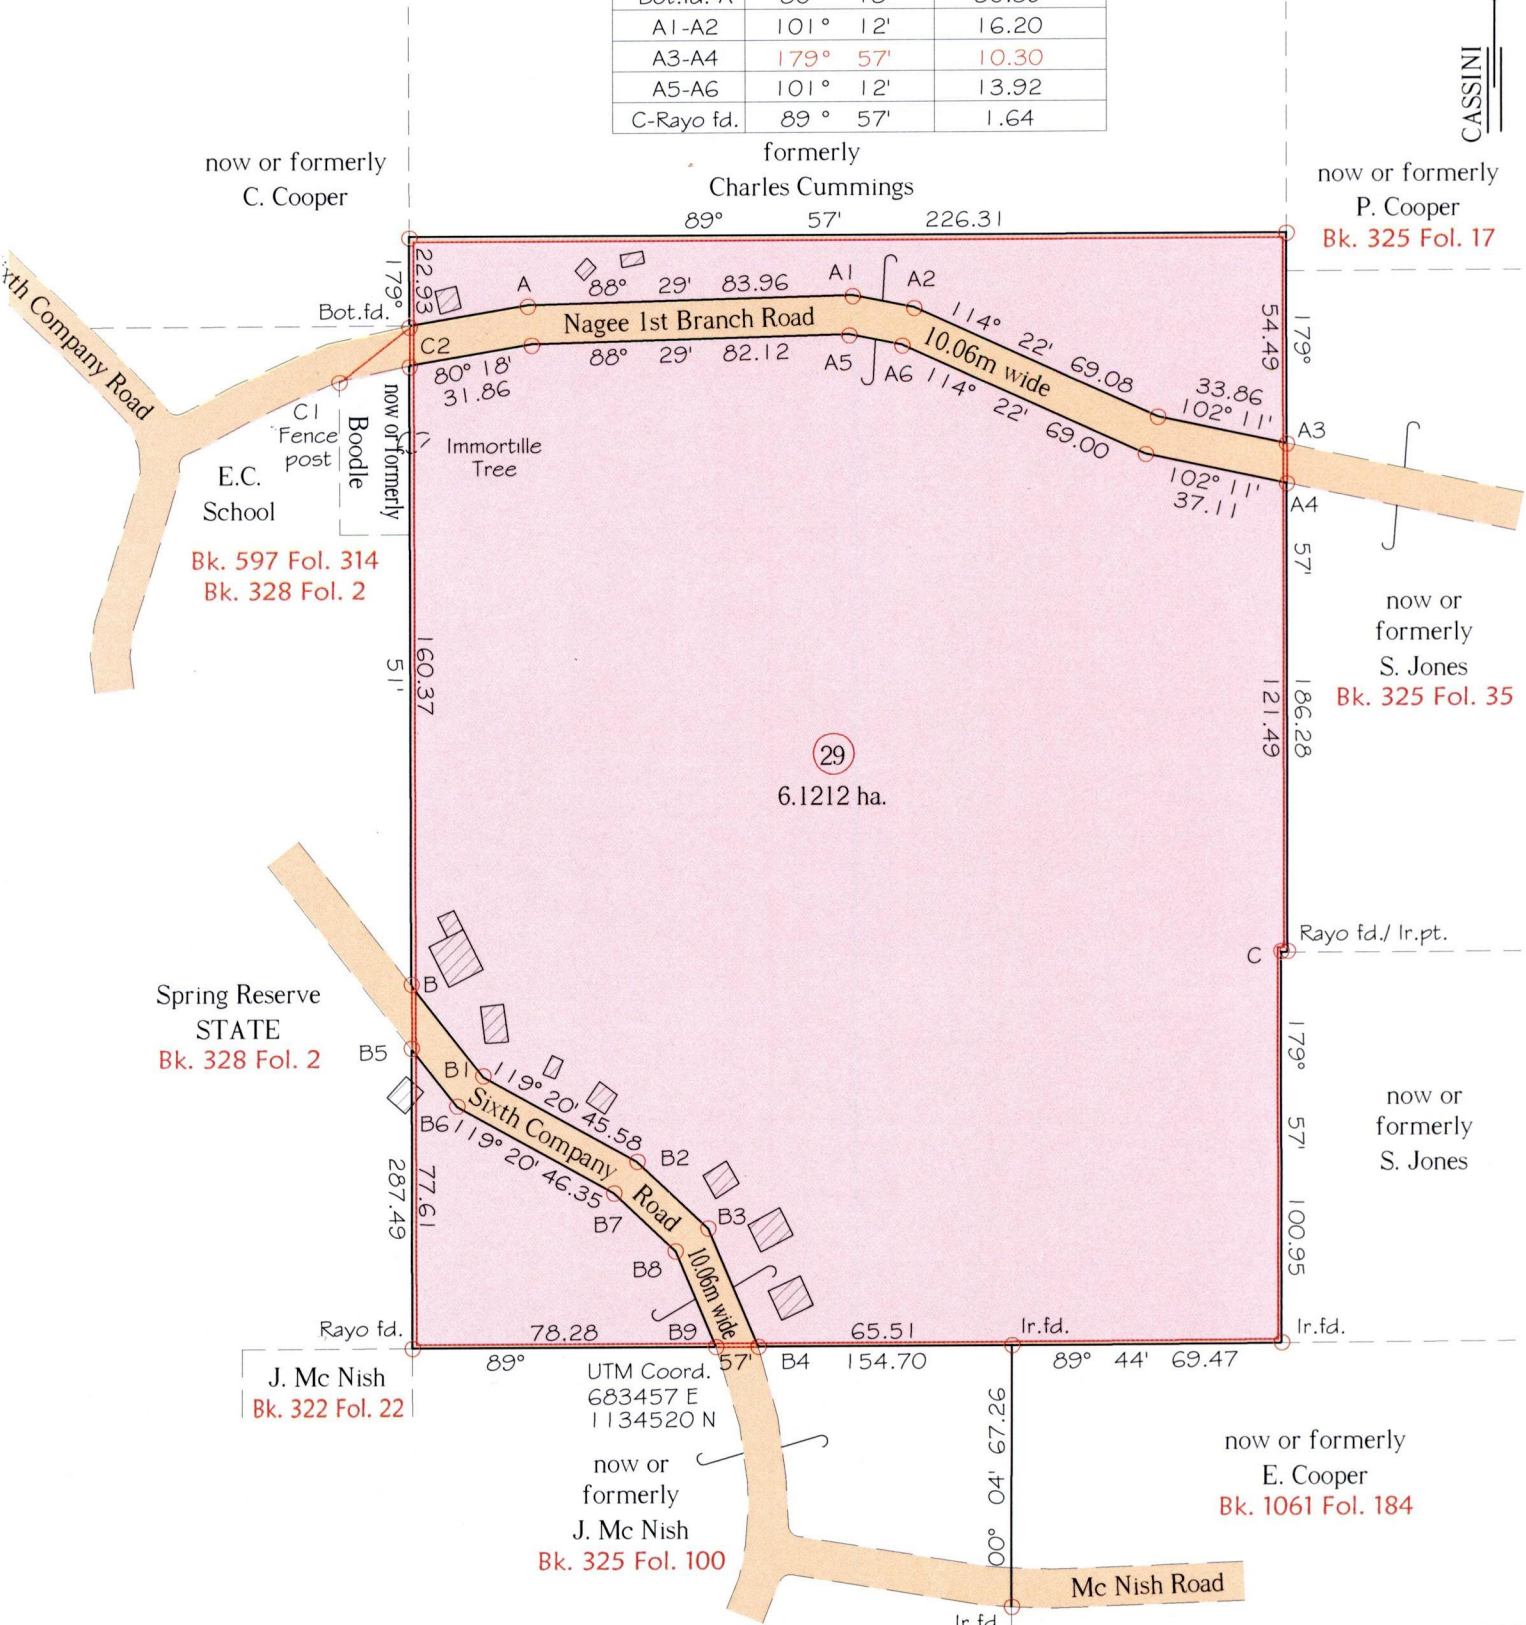 A1-A2 101° 12' 16.20
A3-A4 179° 57' 10.30
A5-A6 101° 12' 13.92
C-Rayo fd. 89° 57' 1.64
CASSINI
formerly
Charles Cummings
now or formerly
C. Cooper
now or formerly
P. Cooper
Bk. 325 Fol. 17
89° 57' 226.31
22.93
179°
Bot.fd.
A
88° 29' 83.96
A1
A2
Nagee 1st Branch Road
114° 22' 69.08
10.06m wide
54.49
179°
33.86
102° 11'
A3
C2
80° 18'
31.86
88° 29' 82.12
A5
A6
114° 22' 69.00
102° 11'
37.11
A4
57'
Company Road
C1
Fence
post
Boodle
now or formerly
Immortille
Tree
E.C.
School
Bk. 597 Fol. 314
Bk. 328 Fol. 2
now or
formerly
S. Jones
Bk. 325 Fol. 35
160.37
51'
186.28
121.49
29
6.1212 ha.
Rayo fd./ Ir.pt.
C
B
Spring Reserve
STATE
Bk. 328 Fol. 2
B5
B1
119° 20' 45.58
Sixth Company
Road
B6
119° 20' 46.35
B2
B7
B3
B8
10.06m wide
179°
57'
100.95
now or
formerly
S. Jones
77.61
287.49
Rayo fd.
78.28
B9
65.51
Ir.fd.
Ir.fd.
89°
57'
B4
154.70
89° 44' 69.47
UTM Coord.
683457 E
1134520 N
J. Mc Nish
Bk. 322 Fol. 22
now or
formerly
J. Mc Nish
Bk. 325 Fol. 100
00° 04' 67.26
now or formerly
E. Cooper
Bk. 1061 Fol. 184
Mc Nish Road
Ir.fd.